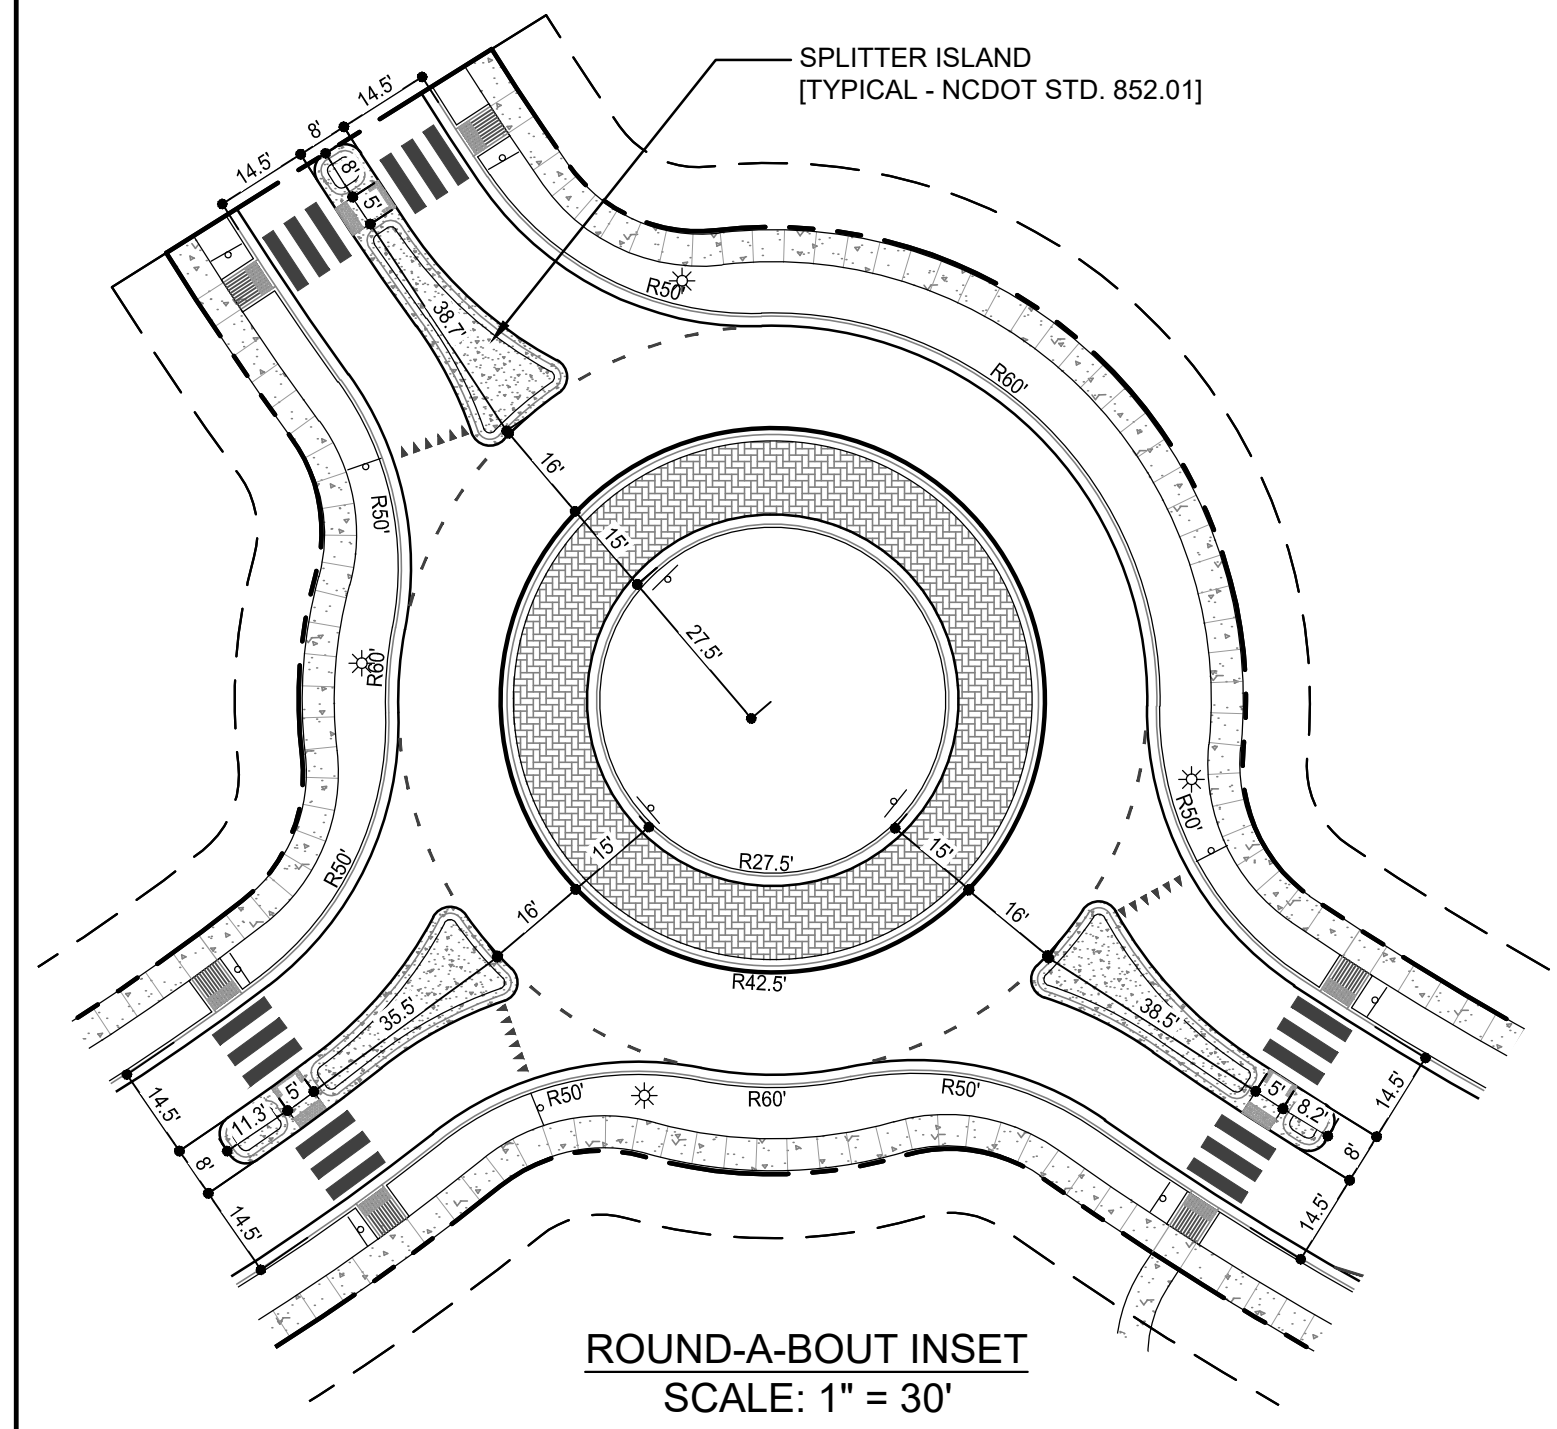 SPLITTER ISLAND
[TYPICAL - NCDOT STD. 852.01]
14.5'
8'
14.5'
8'
5'
38.7'
R50'
R60'
16'
15'
27.5'
R50'
R60'
R50'
R50'
15'
R27.5'
15'
16'
16'
R42.5'
35.5'
5'
11.3'
14.5'
8'
14.5'
38.5'
5'
8.2'
14.5'
8'
14.5'
R50'
R60'
R50'
ROUND-A-BOUT INSET
SCALE: 1" = 30'